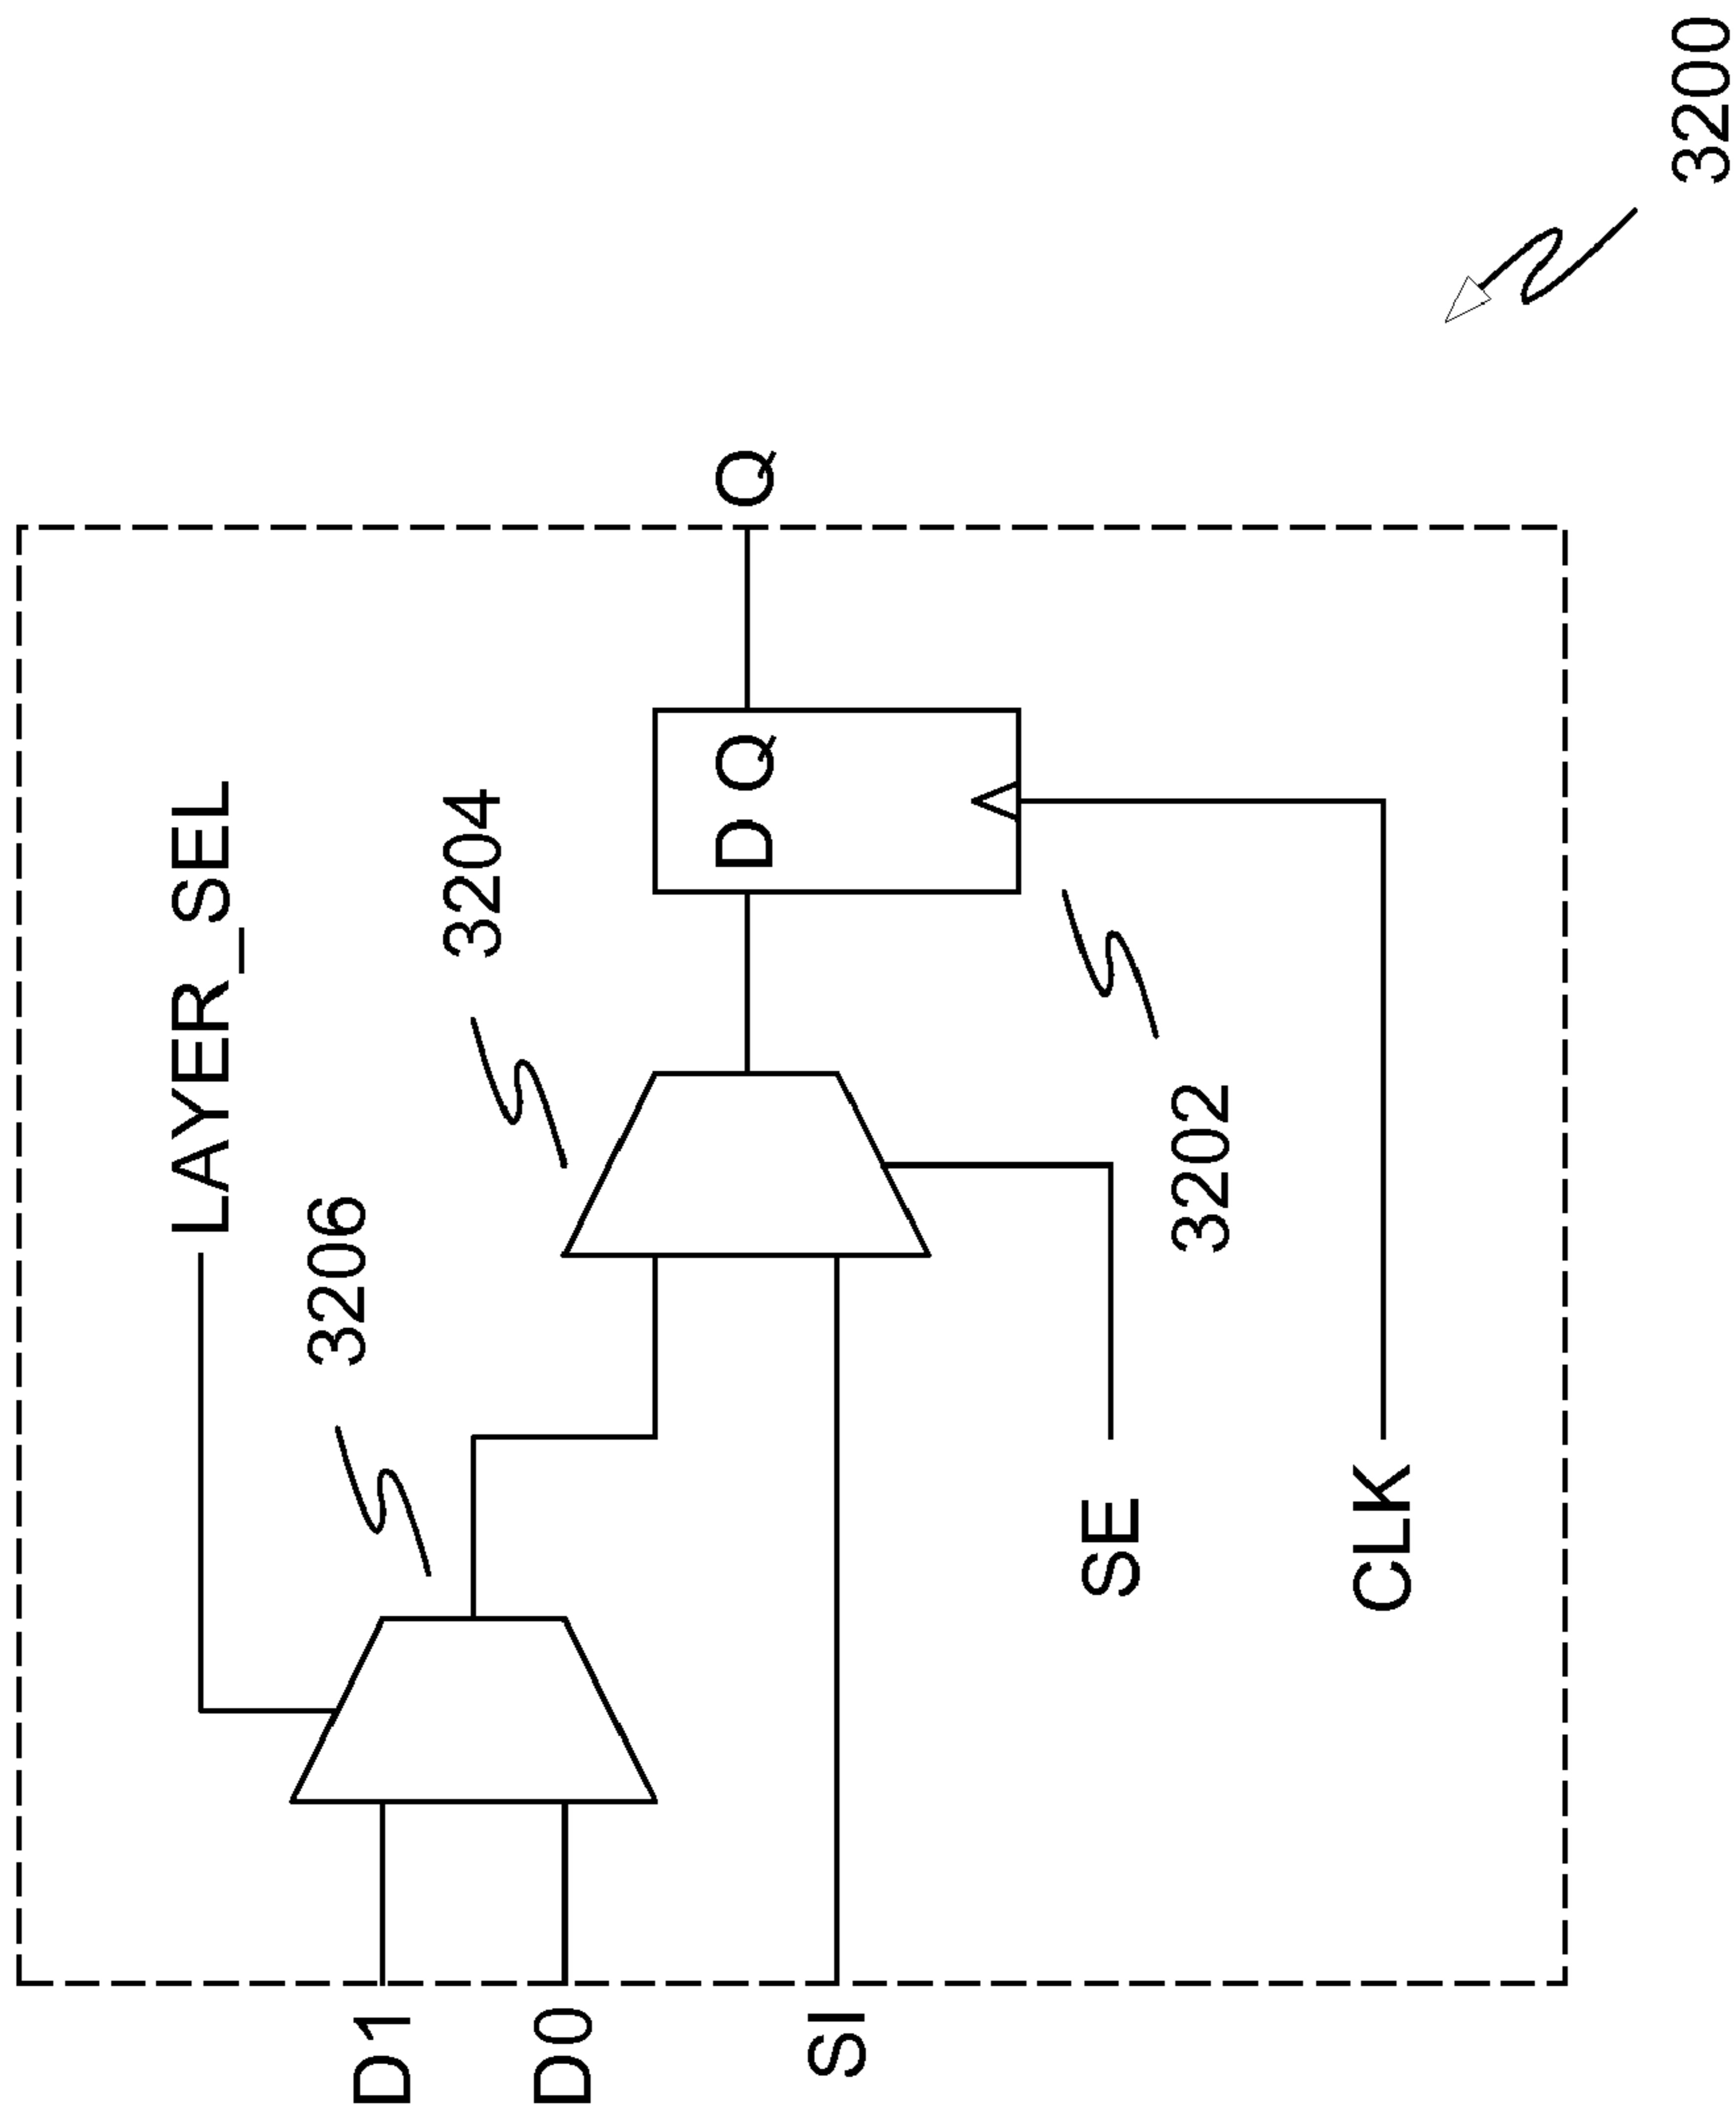 LAYER_SEL
3206
3204
D1
D0
SI
D Q
Q
SE
3202
CLK
3200